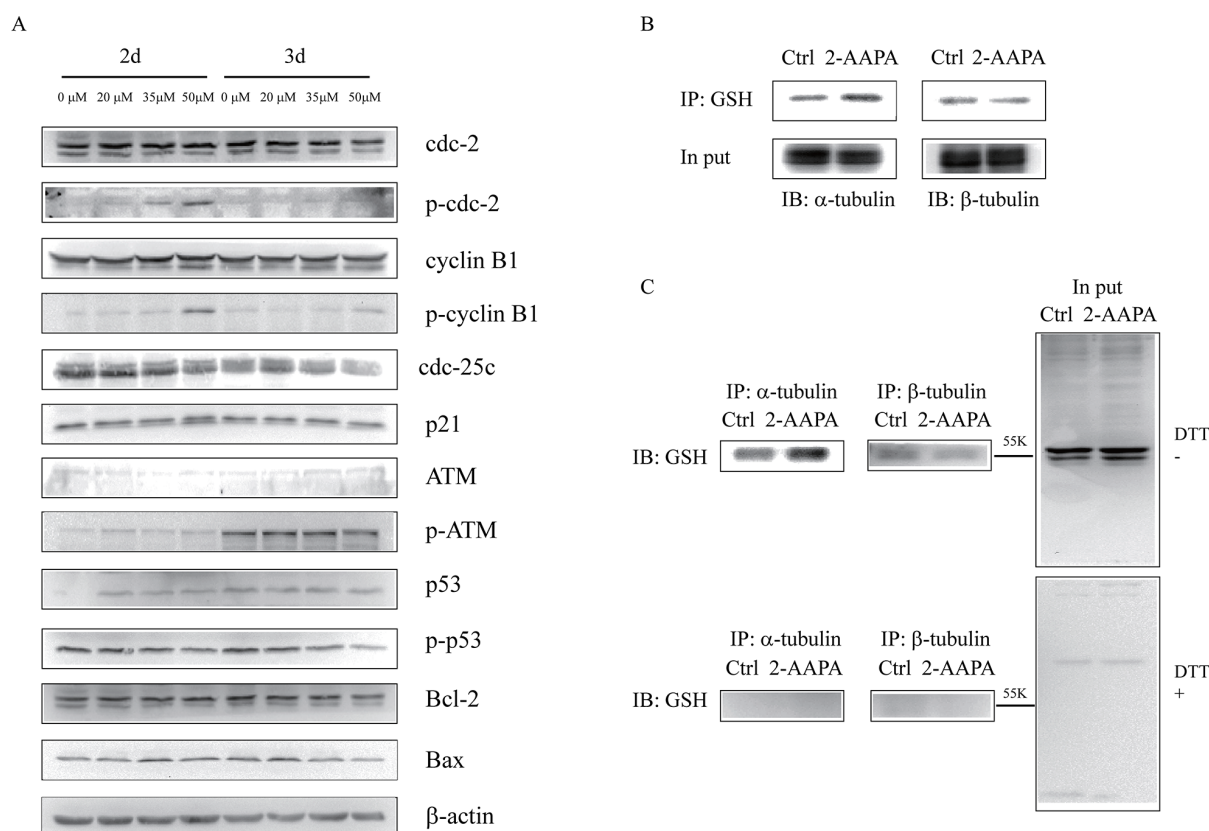 A
2d 3d
0 μM 20 μM 35μM 50μM 0 μM 20 μM 35μM 50μM
cdc-2
p-cdc-2
cyclin B1
p-cyclin B1
cdc-25c
p21
ATM
p-ATM
p53
p-p53
Bcl-2
Bax
β-actin
B
Ctrl 2-AAPA Ctrl 2-AAPA
IP: GSH
In put
IB: α-tubulin IB: β-tubulin
C
In put
Ctrl 2-AAPA
IP: α-tubulin IP: β-tubulin
Ctrl 2-AAPA Ctrl 2-AAPA
IB: GSH
55K
DTT
-
IP: α-tubulin IP: β-tubulin
Ctrl 2-AAPA Ctrl 2-AAPA
IB: GSH
55K
DTT
+